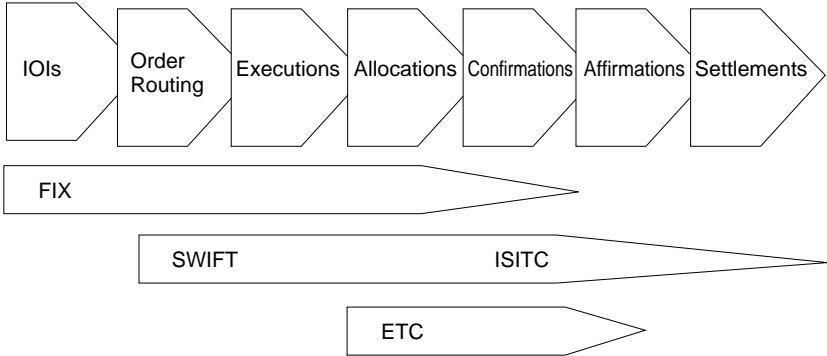 IOIs
Order
Routing
Executions
Allocations
Confirmations
Affirmations
Settlements
FIX
SWIFT
ISITC
ETC